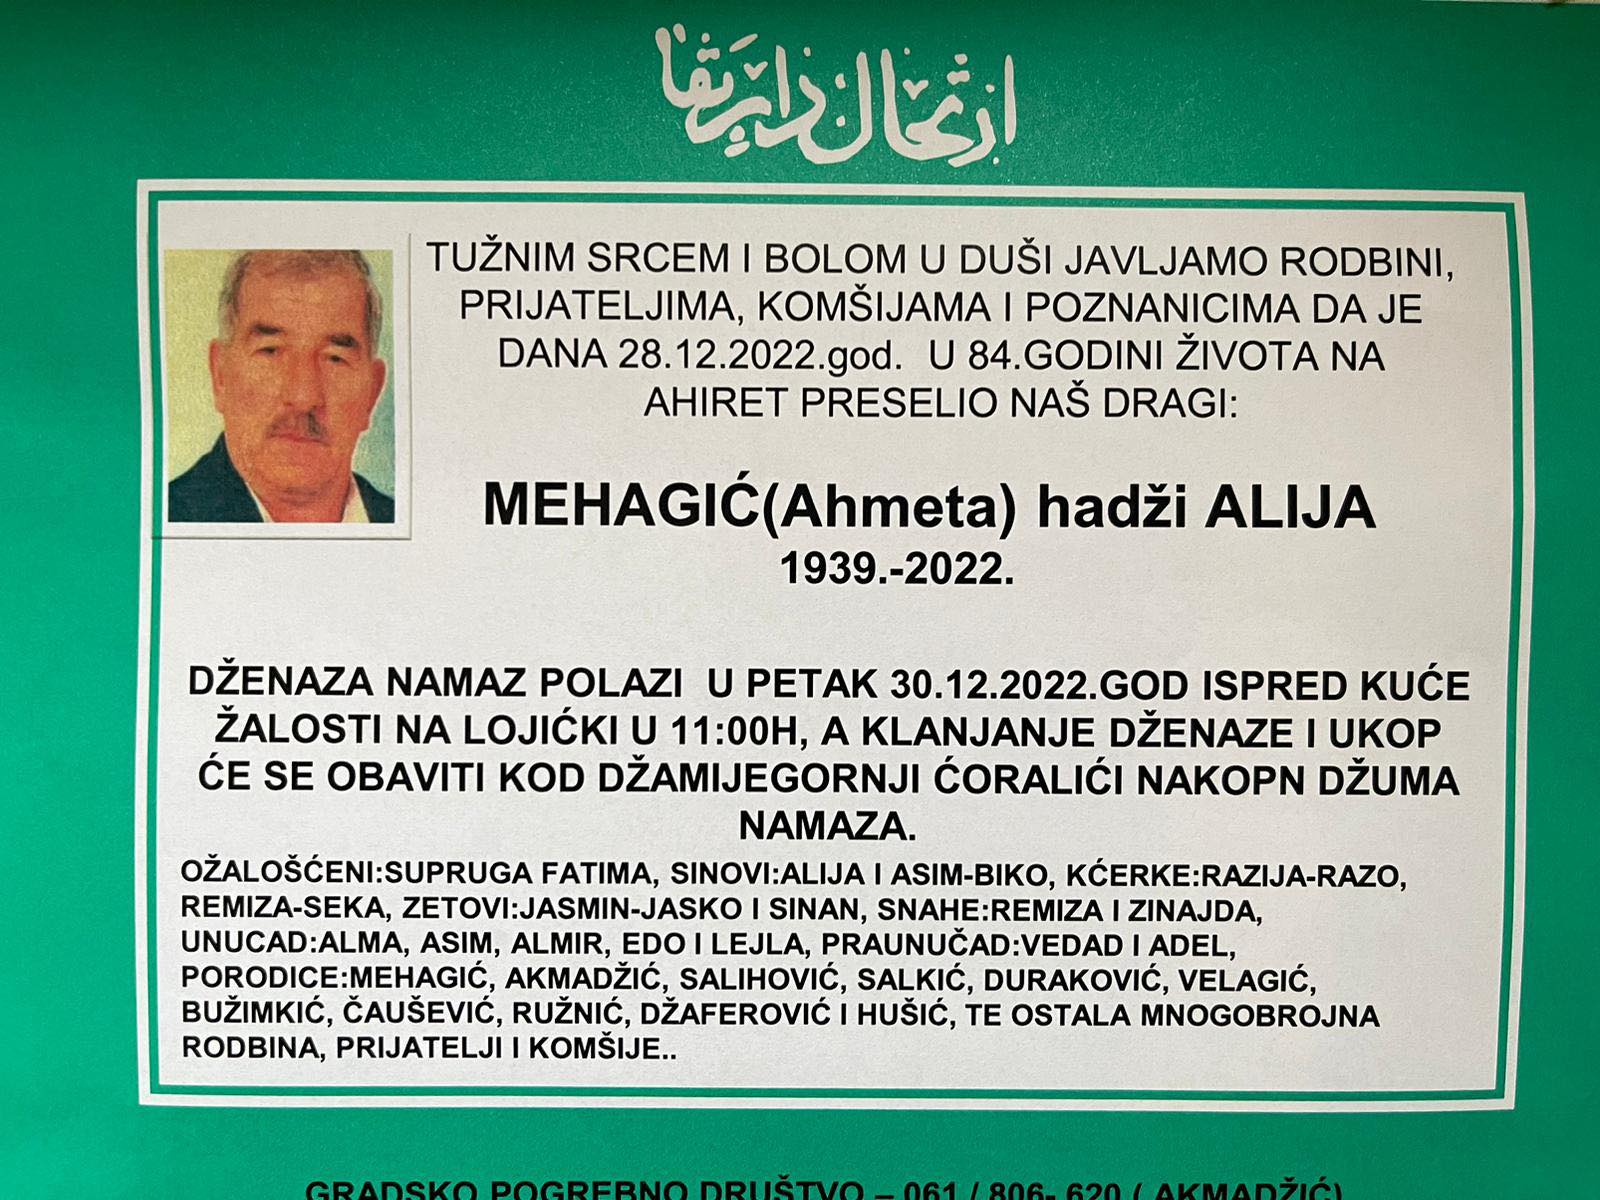 ارتحال دار بقا
TUŽNIM SRCEM I BOLOM U DUŠI JAVLJAMO RODBINI,
PRIJATELJIMA, KOMŠIJAMA I POZNANICIMA DA JE
DANA 28.12.2022.god. U 84.GODINI ŽIVOTA NA
AHIRET PRESELIO NAŠ DRAGI:
MEHAGIĆ(Ahmeta) hadži ALIJA
1939.-2022.
DŽENAZA NAMAZ POLAZI U PETAK 30.12.2022.GOD ISPRED KUĆE
ŽALOSTI NA LOJIĆKI U 11:00H, A KLANJANJE DŽENAZE I UKOP
ĆE SE OBAVITI KOD DŽAMIJEGORNJI ĆORALIĆI NAKOPN DŽUMA
NAMAZA.
OŽALOŠĆENI:SUPRUGA FATIMA, SINOVI:ALIJA I ASIM-BIKO, KĆERKE:RAZIJA-RAZO,
REMIZA-SEKA, ZETOVI:JASMIN-JASKO I SINAN, SNAHE:REMIZA I ZINAJDA,
UNUCAD:ALMA, ASIM, ALMIR, EDO I LEJLA, PRAUNUČAD:VEDAD I ADEL,
PORODICE:MEHAGIĆ, AKMADŽIĆ, SALIHOVIĆ, SALKIĆ, DURAKOVIĆ, VELAGIĆ,
BUŽIMKIĆ, ČAUŠEVIĆ, RUŽNIĆ, DŽAFEROVIĆ I HUŠIĆ, TE OSTALA MNOGOBROJNA
RODBINA, PRIJATELJI I KOMŠIJE..
GRADSKO POGREBNO DRUŠTVO – 061 / 806- 620 ( AKMADŽIĆ)